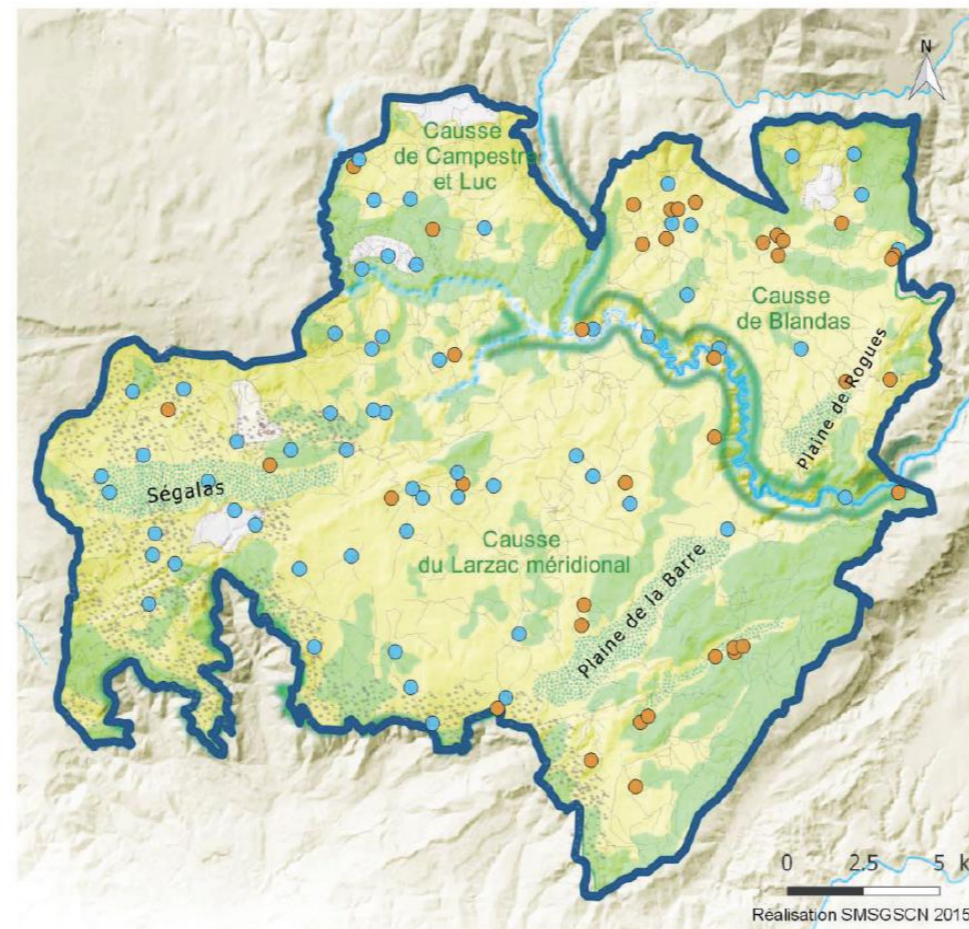 N
Causse
de Campestre
et Luc
Causse
de Blandas
Plaine de Rogues
Ségalas
Causse
du Larzac méridional
Plaine de la Barre
0 2.5 5 k
Réalisation SMSGSCN 2015